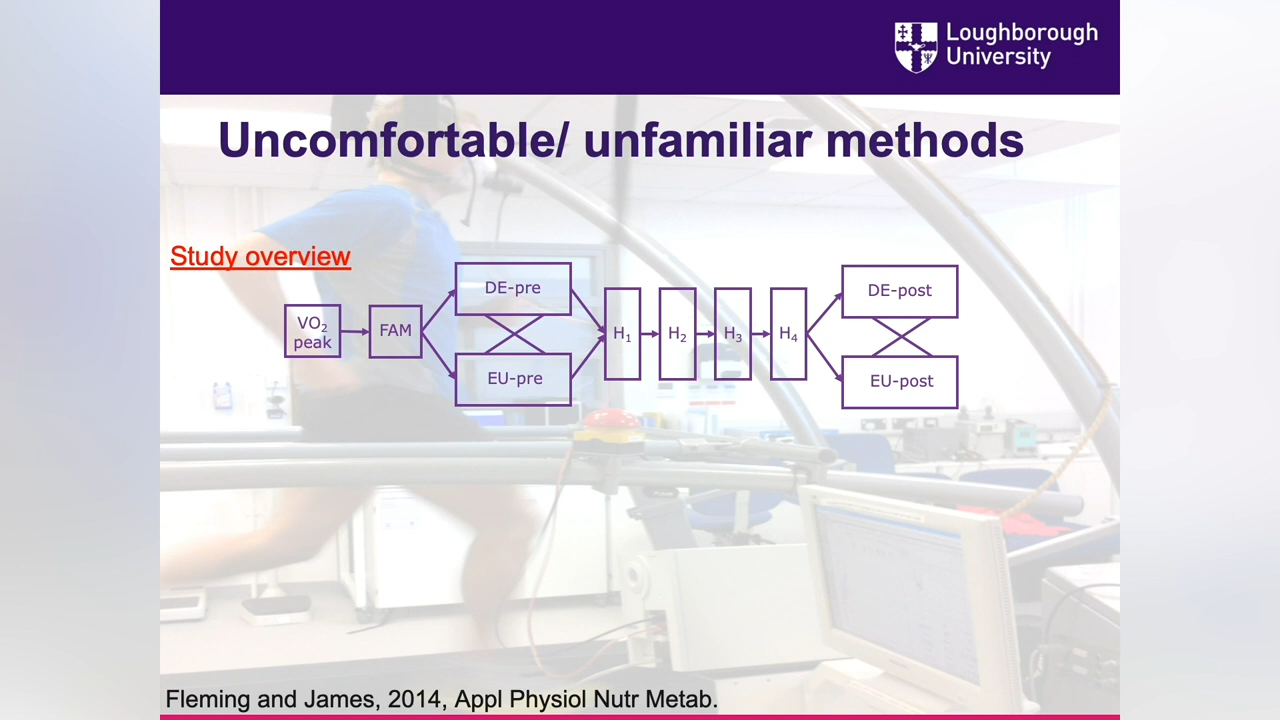 Loughborough
University
Uncomfortable/ unfamiliar methods
Study overview
VO₂
peak
FAM
DE-pre
EU-pre
H₁
H₂
H₃
H₄
DE-post
EU-post
Fleming and James, 2014, Appl Physiol Nutr Metab.